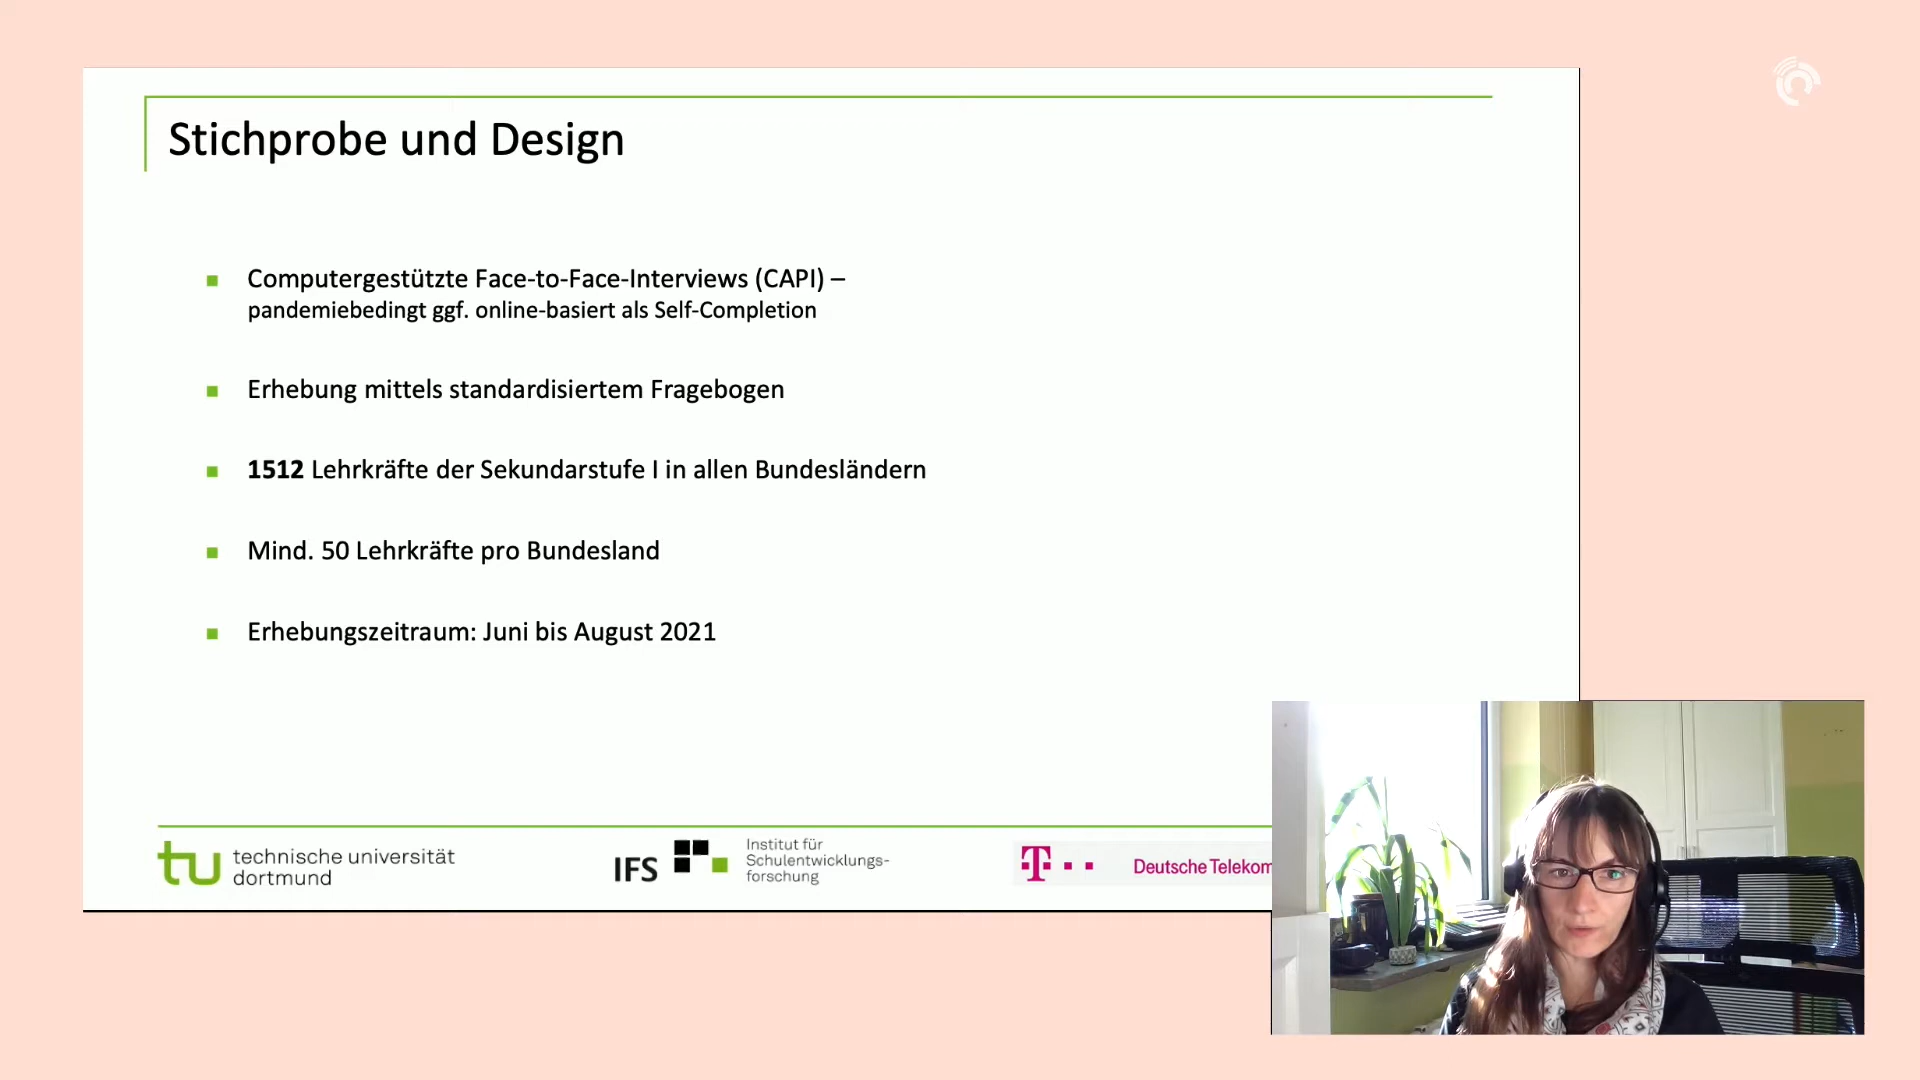 Stichprobe und Design
Computergestützte Face-to-Face-Interviews (CAPI) –
pandemiebedingt ggf. online-basiert als Self-Completion
Erhebung mittels standardisiertem Fragebogen
1512 Lehrkräfte der Sekundarstufe I in allen Bundesländern
Mind. 50 Lehrkräfte pro Bundesland
Erhebungszeitraum: Juni bis August 2021
tu technische universität
dortmund
IFS
Institut für
Schulentwicklungs-
forschung
T
Deutsche Telekom